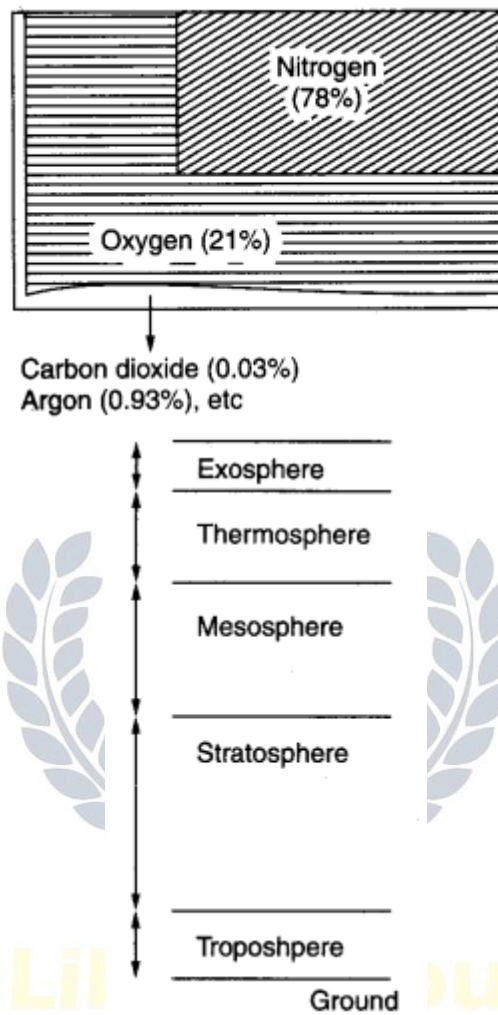 Nitrogen
(78%)
Oxygen (21%)
Carbon dioxide (0.03%)
Argon (0.93%), etc
Exosphere
Thermosphere
Mesosphere
Stratosphere
Troposhpere
Ground